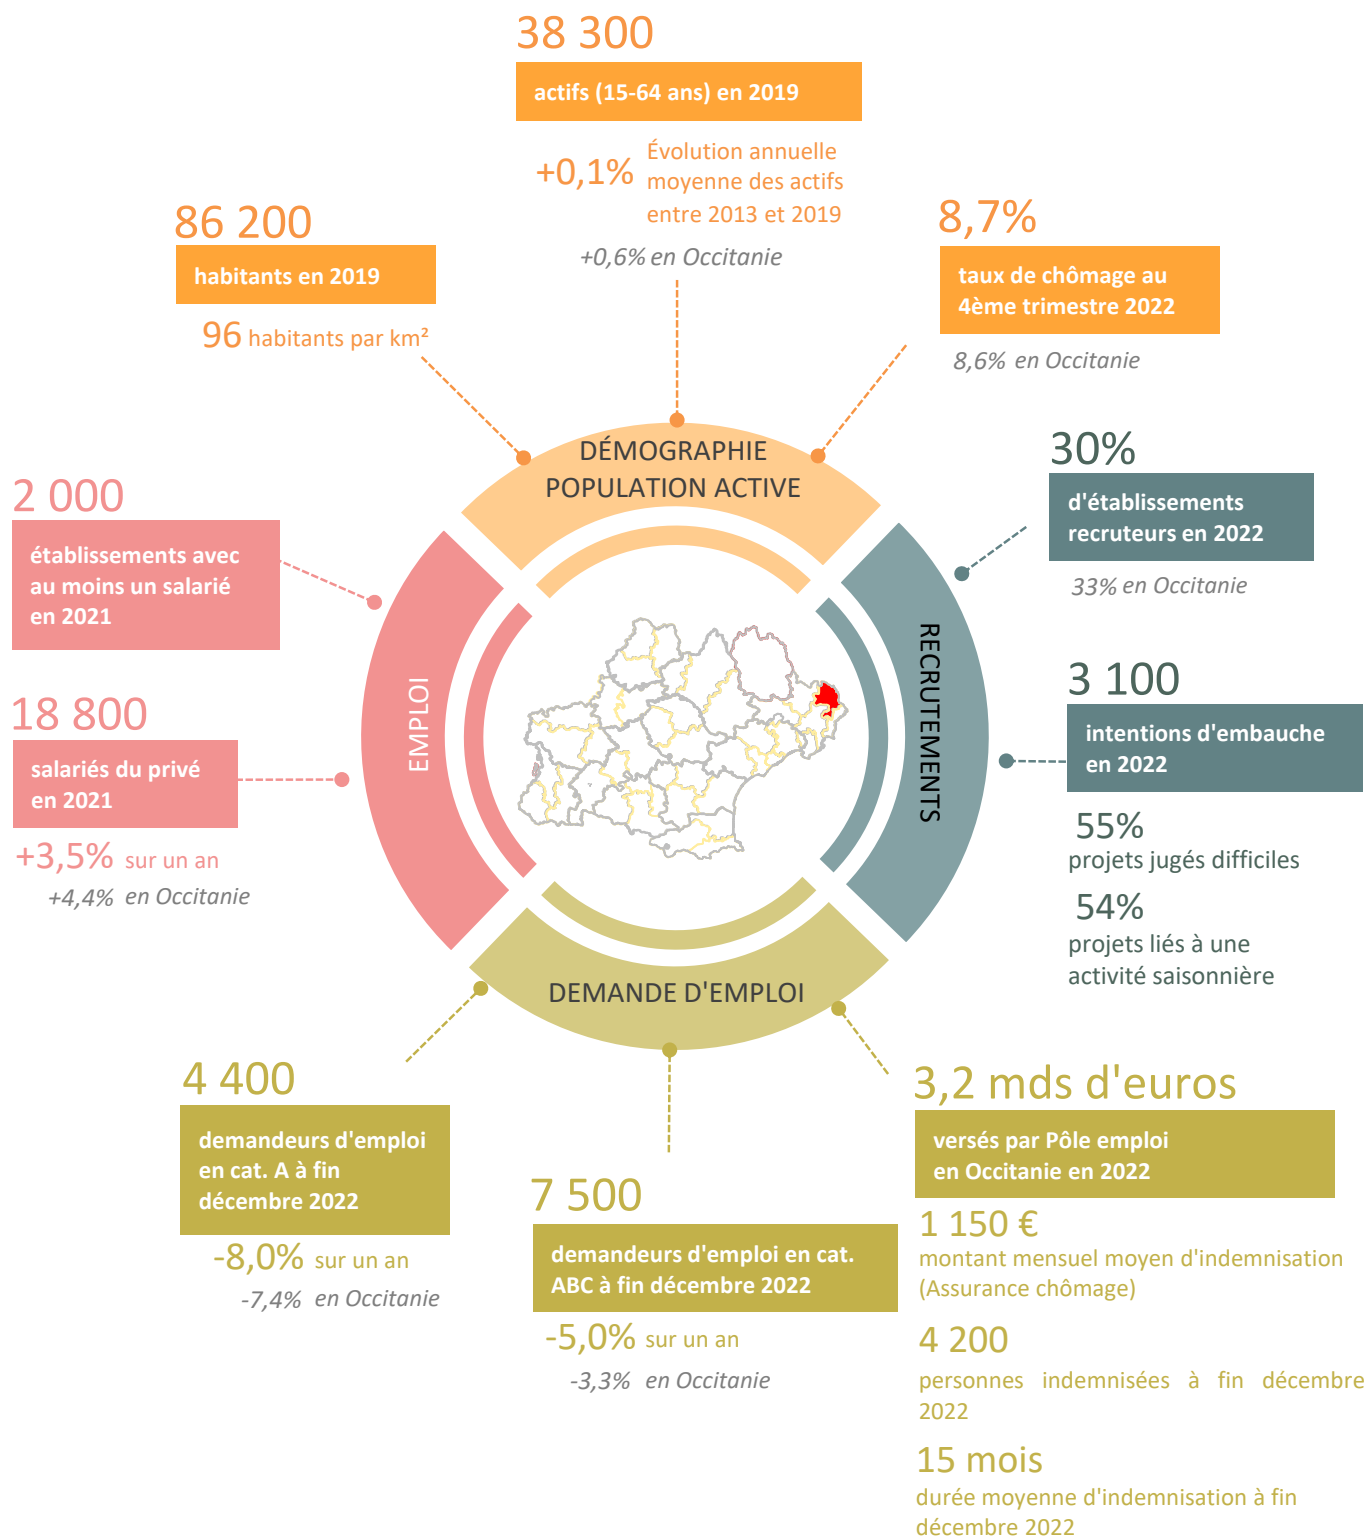 38 300
actifs (15-64 ans) en 2019
+0,1%
Évolution annuelle
moyenne des actifs
entre 2013 et 2019
+0,6% en Occitanie
86 200
habitants en 2019
96 habitants par km²
8,7%
taux de chômage au
4ème trimestre 2022
8,6% en Occitanie
DÉMOGRAPHIE
POPULATION ACTIVE
2 000
établissements avec
au moins un salarié
en 2021
18 800
salariés du privé
en 2021
+3,5% sur un an
+4,4% en Occitanie
EMPLOI
30%
d'établissements
recruteurs en 2022
33% en Occitanie
RECRUTEMENTS
3 100
intentions d'embauche
en 2022
55%
projets jugés difficiles
54%
projets liés à une
activité saisonnière
DEMANDE D'EMPLOI
4 400
demandeurs d'emploi
en cat. A à fin
décembre 2022
-8,0% sur un an
-7,4% en Occitanie
7 500
demandeurs d'emploi en cat.
ABC à fin décembre 2022
-5,0% sur un an
-3,3% en Occitanie
3,2 mds d'euros
versés par Pôle emploi
en Occitanie en 2022
1 150 €
montant mensuel moyen d'indemnisation
(Assurance chômage)
4 200
personnes indemnisées à fin décembre
2022
15 mois
durée moyenne d'indemnisation à fin
décembre 2022